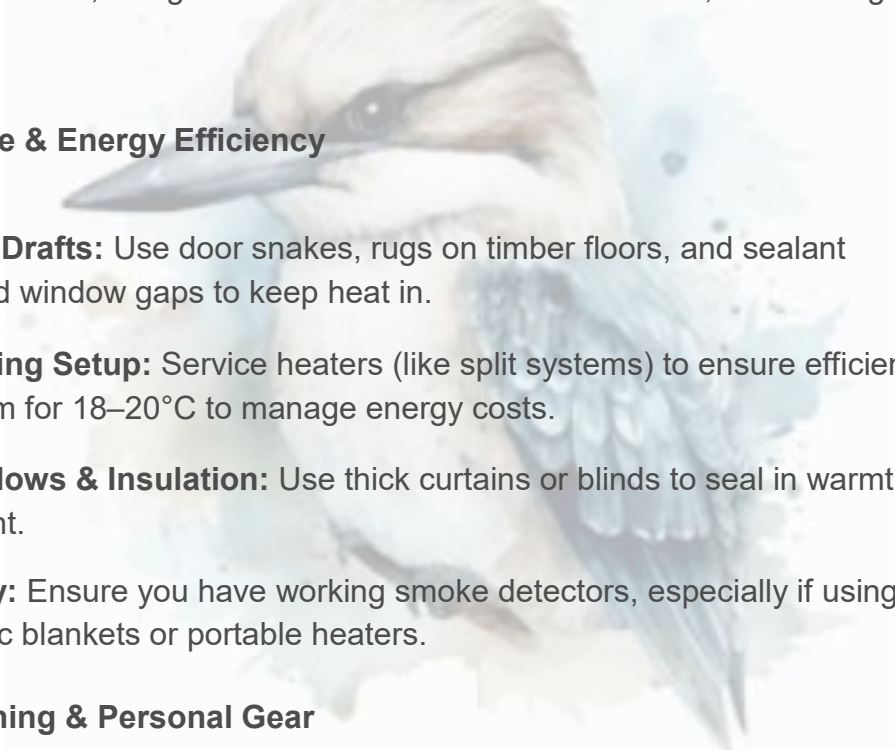 e & Energy Efficiency
Drafts: Use door snakes, rugs on timber floors, and sealant
d window gaps to keep heat in.
ing Setup: Service heaters (like split systems) to ensure efficien
m for 18–20°C to manage energy costs.
lows & Insulation: Use thick curtains or blinds to seal in warmt
nt.
y: Ensure you have working smoke detectors, especially if using
c blankets or portable heaters.
ning & Personal Gear